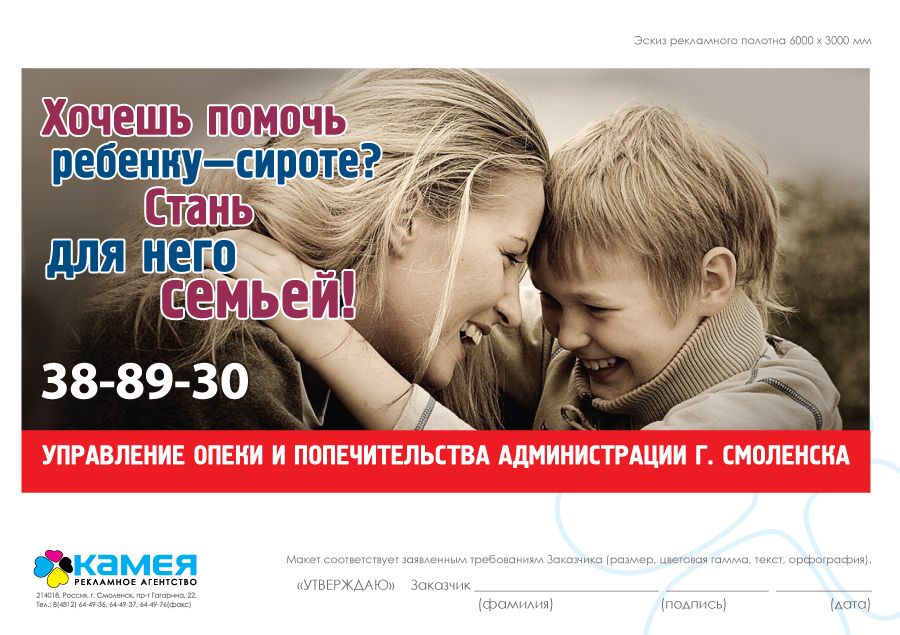 Эскиз рекламного полотна 6000 х 3000 мм
Хочешь помочь
ребенку–сироте?
Стань
для него
семьей!
38-89-30
УПРАВЛЕНИЕ ОПЕКИ И ПОПЕЧИТЕЛЬСТВА АДМИНИСТРАЦИИ Г. СМОЛЕНСКА
КАМЕЯ
РЕКЛАМНОЕ АГЕНТСТВО
214018, Россия, г. Смоленск, пр-т Гагарина, 22.
Тел.: 8(4812) 64-49-36, 64-49-37, 64-49-76(факс)
Макет соответствует заявленным требованиям Заказчика (размер, цветовая гамма, текст, орфография).
«УТВЕРЖДАЮ» Заказчик
(фамилия) (подпись) (дата)